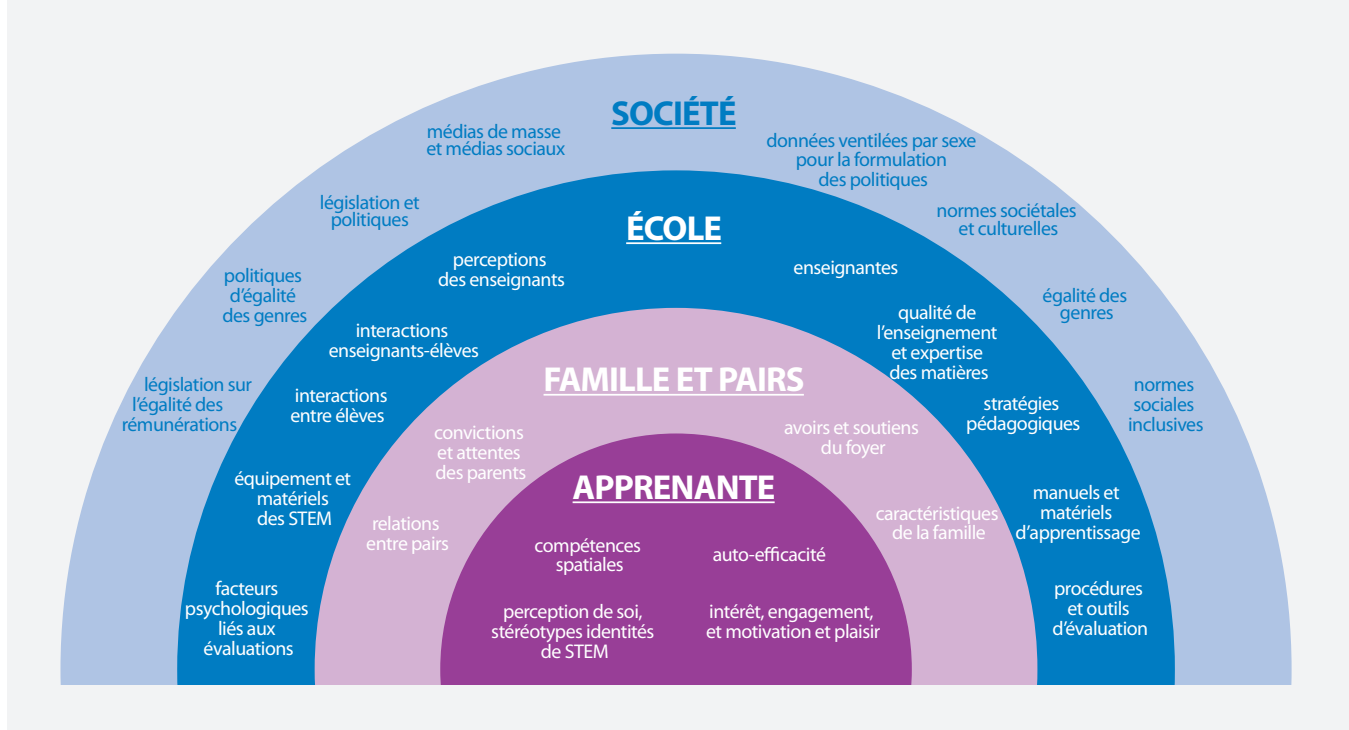 SOCIÉTÉ
médias de masse
et médias sociaux
données ventilées par sexe
pour la formulation
des politiques
législation et
politiques
normes sociétales
et culturelles
politiques
d'égalité
des genres
égalité des
genres
législation sur
l'égalité des
rémunérations
normes
sociales
inclusives
ÉCOLE
perceptions
des enseignants
enseignantes
interactions
enseignants-élèves
qualité de
l'enseignement
et expertise
des matières
interactions
entre élèves
stratégies
pédagogiques
équipement et
matériels
des STEM
manuels et
matériels
d'apprentissage
facteurs
psychologiques
liés aux
évaluations
procédures
et outils
d'évaluation
FAMILLE ET PAIRS
convictions
et attentes
des parents
avoirs et soutiens
du foyer
relations
entre pairs
caractéristiques
de la famille
APPRENANTE
compétences
spatiales
auto-efficacité
perception de soi,
stéréotypes identités
de STEM
intérêt, engagement,
et motivation et plaisir